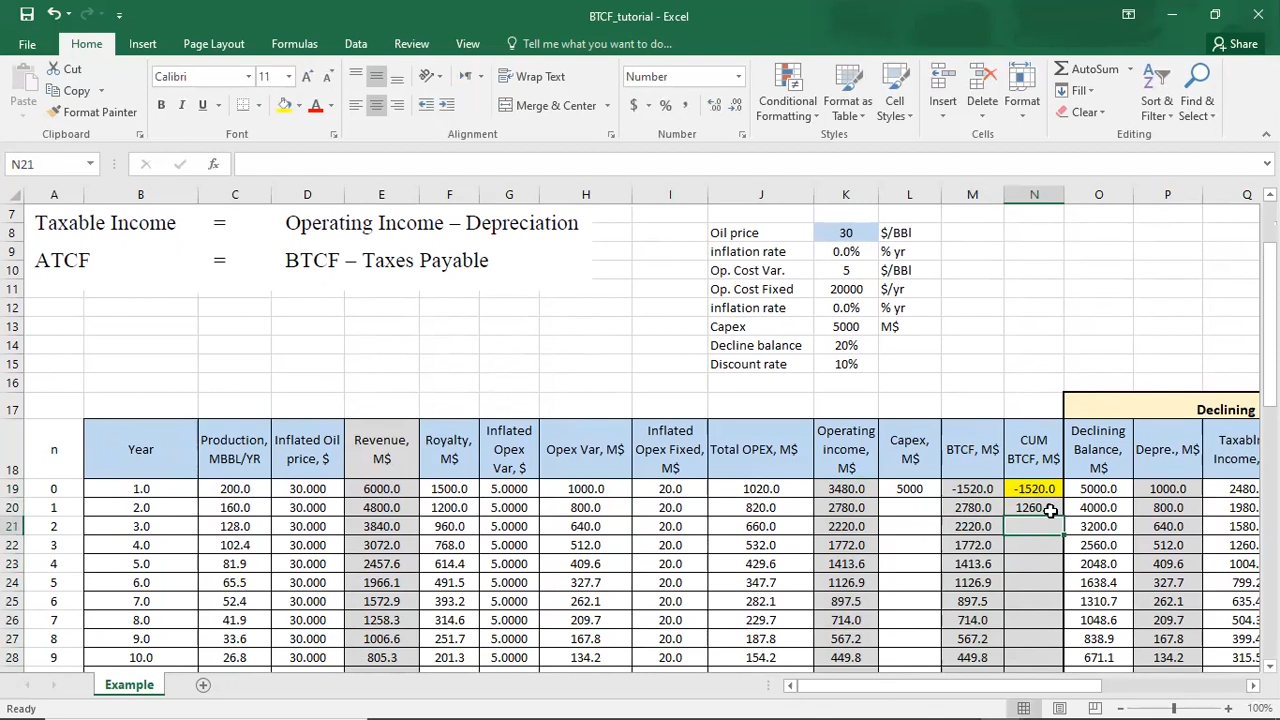 BTCF_tutorial - Excel
File Home Insert Page Layout Formulas Data Review View Tell me what you want to do... Share
Cut
Copy
Format Painter
Paste
Calibri 11
Wrap Text
Merge & Center
Number
Conditional Formatting
Format as Table
Cell Styles
Insert
Delete
Format
AutoSum
Fill
Clear
Sort & Filter
Find & Select
Clipboard Font Alignment Number Styles Cells Editing
N21
A B C D E F G H I J K L M N O P Q
7
Taxable Income = Operating Income – Depreciation
8 Oil price 30 $/BBl
9 inflation rate 0.0% % yr
ATCF = BTCF – Taxes Payable
10 Op. Cost Var. 5 $/BBl
11 Op. Cost Fixed 20000 $/yr
12 inflation rate 0.0% % yr
13 Capex 5000 M$
14 Decline balance 20%
15 Discount rate 10%
16
17 Declining
18 n Year Production, MBBL/YR Inflated Oil price, $ Revenue, M$ Royalty, M$ Inflated Opex Var, $ Opex Var, M$ Inflated Opex Fixed, M$ Total OPEX, M$ Operating income, M$ Capex, M$ BTCF, M$ CUM BTCF, M$ Declining Balance, M$ Depre., M$ Taxable Income,
19 0 1.0 200.0 30.000 6000.0 1500.0 5.0000 1000.0 20.0 1020.0 3480.0 5000 -1520.0 -1520.0 5000.0 1000.0 2480.
20 1 2.0 160.0 30.000 4800.0 1200.0 5.0000 800.0 20.0 820.0 2780.0 2780.0 1260. 4000.0 800.0 1980.
21 2 3.0 128.0 30.000 3840.0 960.0 5.0000 640.0 20.0 660.0 2220.0 2220.0 3200.0 640.0 1580.
22 3 4.0 102.4 30.000 3072.0 768.0 5.0000 512.0 20.0 532.0 1772.0 1772.0 2560.0 512.0 1260.
23 4 5.0 81.9 30.000 2457.6 614.4 5.0000 409.6 20.0 429.6 1413.6 1413.6 2048.0 409.6 1004.
24 5 6.0 65.5 30.000 1966.1 491.5 5.0000 327.7 20.0 347.7 1126.9 1126.9 1638.4 327.7 799.2
25 6 7.0 52.4 30.000 1572.9 393.2 5.0000 262.1 20.0 282.1 897.5 897.5 1310.7 262.1 635.4
26 7 8.0 41.9 30.000 1258.3 314.6 5.0000 209.7 20.0 229.7 714.0 714.0 1048.6 209.7 504.3
27 8 9.0 33.6 30.000 1006.6 251.7 5.0000 167.8 20.0 187.8 567.2 567.2 838.9 167.8 399.4
28 9 10.0 26.8 30.000 805.3 201.3 5.0000 134.2 20.0 154.2 449.8 449.8 671.1 134.2 315.5
Example
Ready 100%